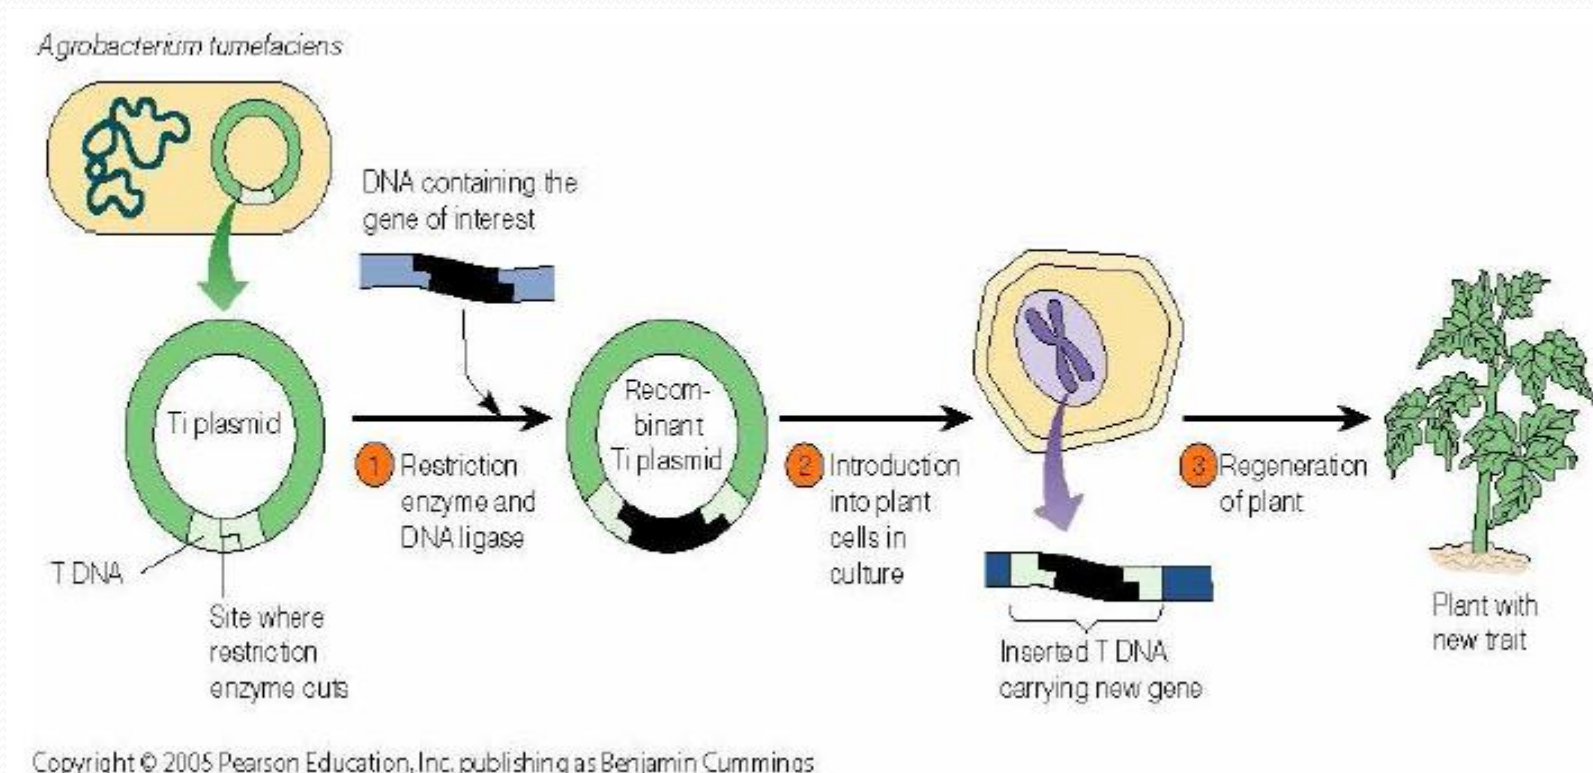 Agrobacterium tumefaciens
DNA containing the
gene of interest
Ti plasmid
Recom-
binant
Ti plasmid
1 Restriction
enzyme and
DNA ligase
2 Introduction
into plant
cells in
culture
3 Regeneration
of plant
T DNA
Site where
restriction
enzyme cuts
Inserted T DNA
carrying new gene
Plant with
new trait
Copyright © 2005 Pearson Education, Inc. publishing as Benjamin Cummings